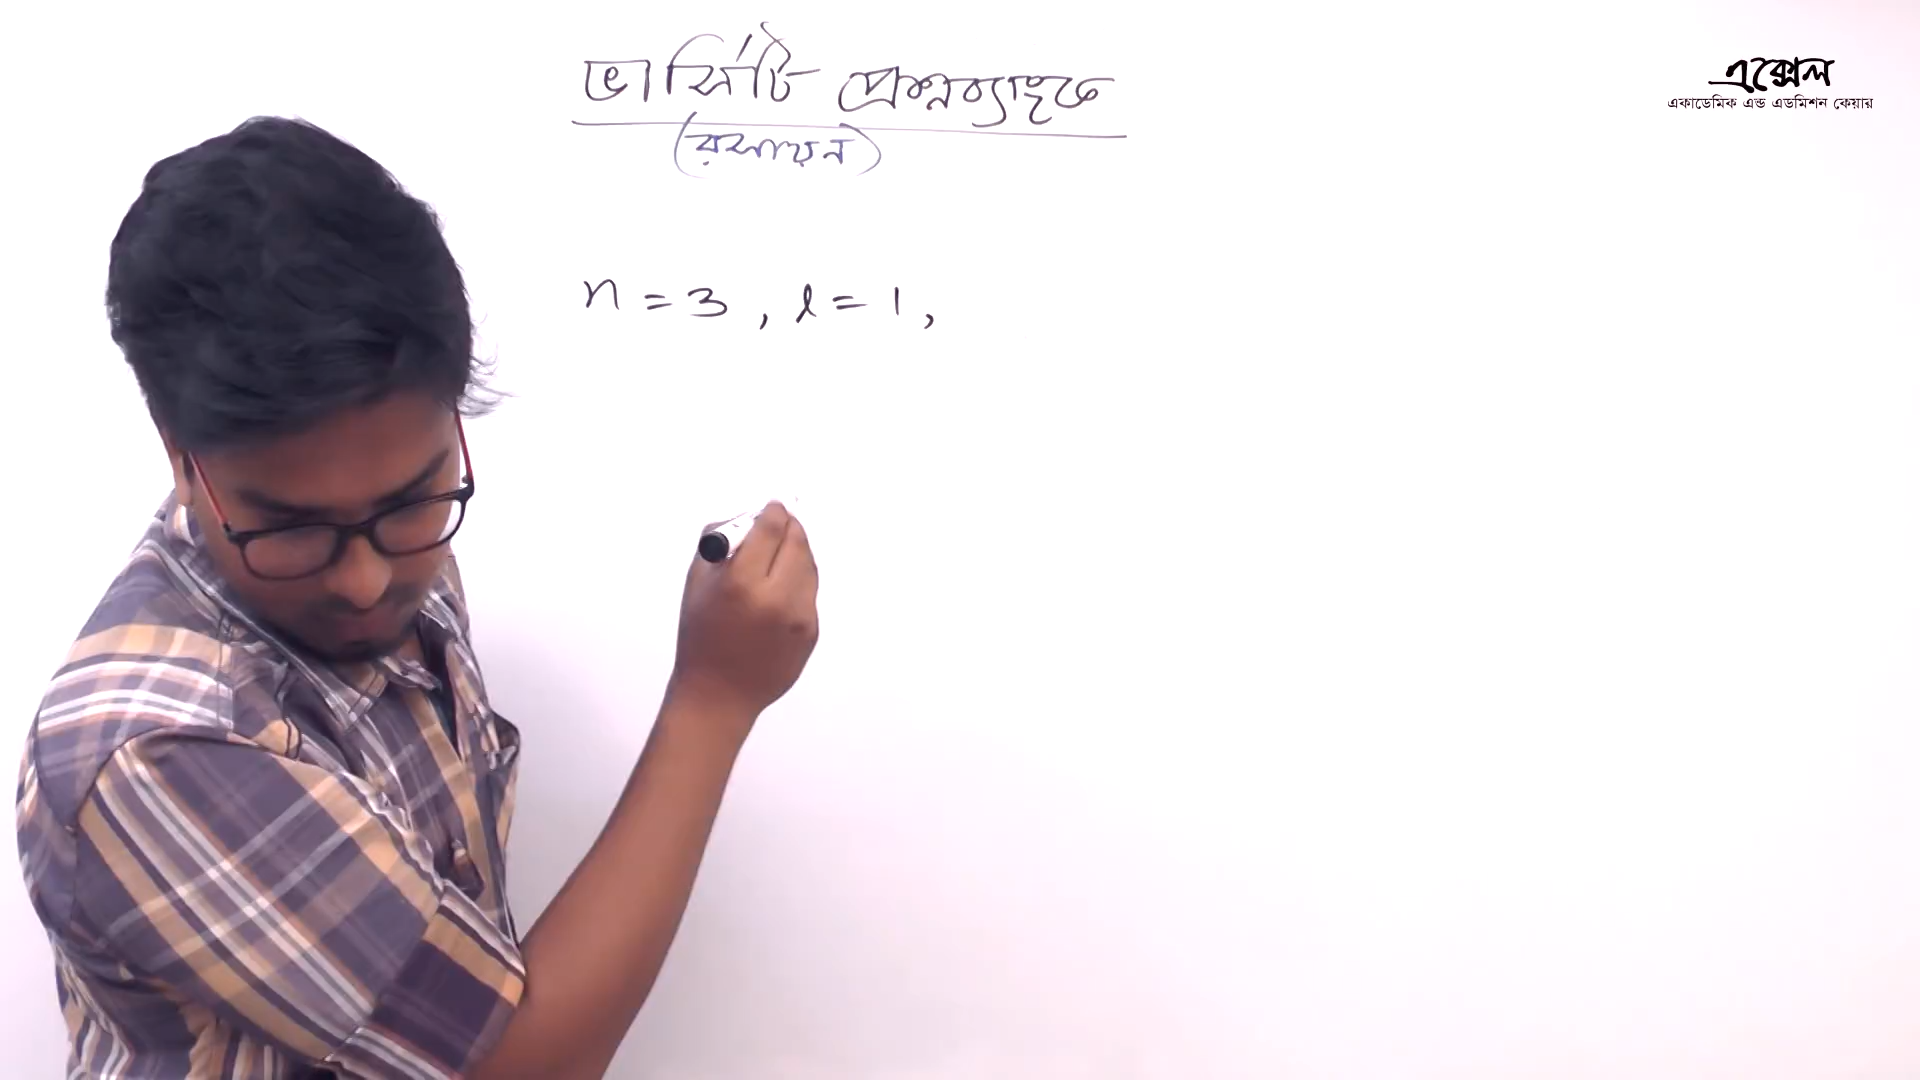 ভার্সিটি প্রশ্নব্যাংক
(রসায়ন)
এক্সেল
একাডেমিক এন্ড এডমিশন কেয়ার
n = 3 , l = 1 ,